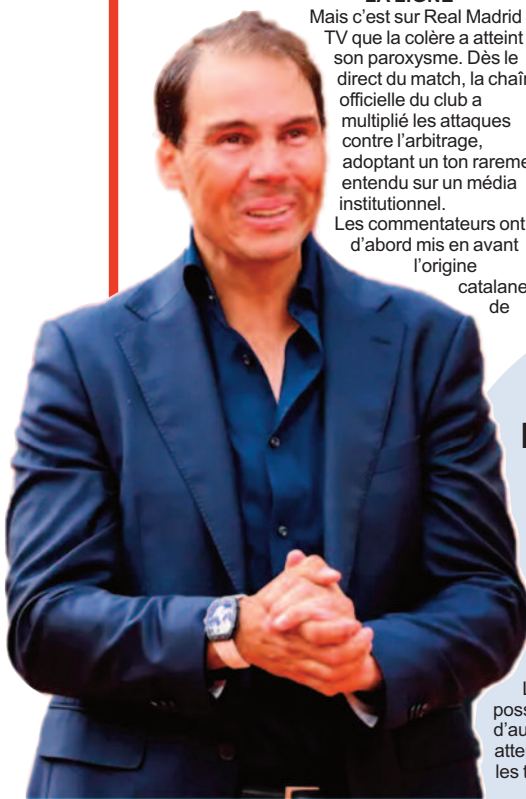 LA LIGNE
Mais c’est sur Real Madrid
TV que la colère a atteint
son paroxysme. Dès le
direct du match, la chaîn
officielle du club a
multiplié les attaques
contre l’arbitrage,
adoptant un ton rareme
entendu sur un média
institutionnel.
Les commentateurs ont
d’abord mis en avant
l’origine
catalane
de
L
poss
d’au
atte
les t